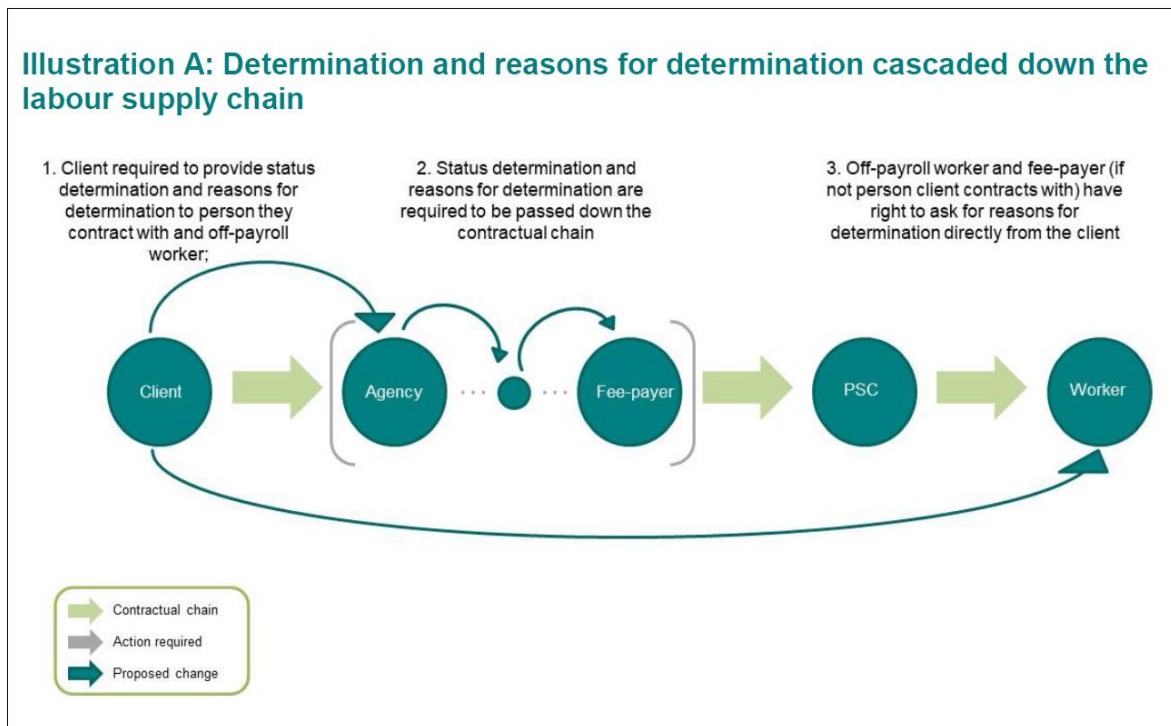 Illustration A: Determination and reasons for determination cascaded down the
labour supply chain
1. Client required to provide status
determination and reasons for
determination to person they
contract with and off-payroll
worker;
2. Status determination and
reasons for determination are
required to be passed down the
contractual chain
3. Off-payroll worker and fee-payer (if
not person client contracts with) have
right to ask for reasons for
determination directly from the client
Client
Agency
Fee-payer
PSC
Worker
Contractual chain
Action required
Proposed change